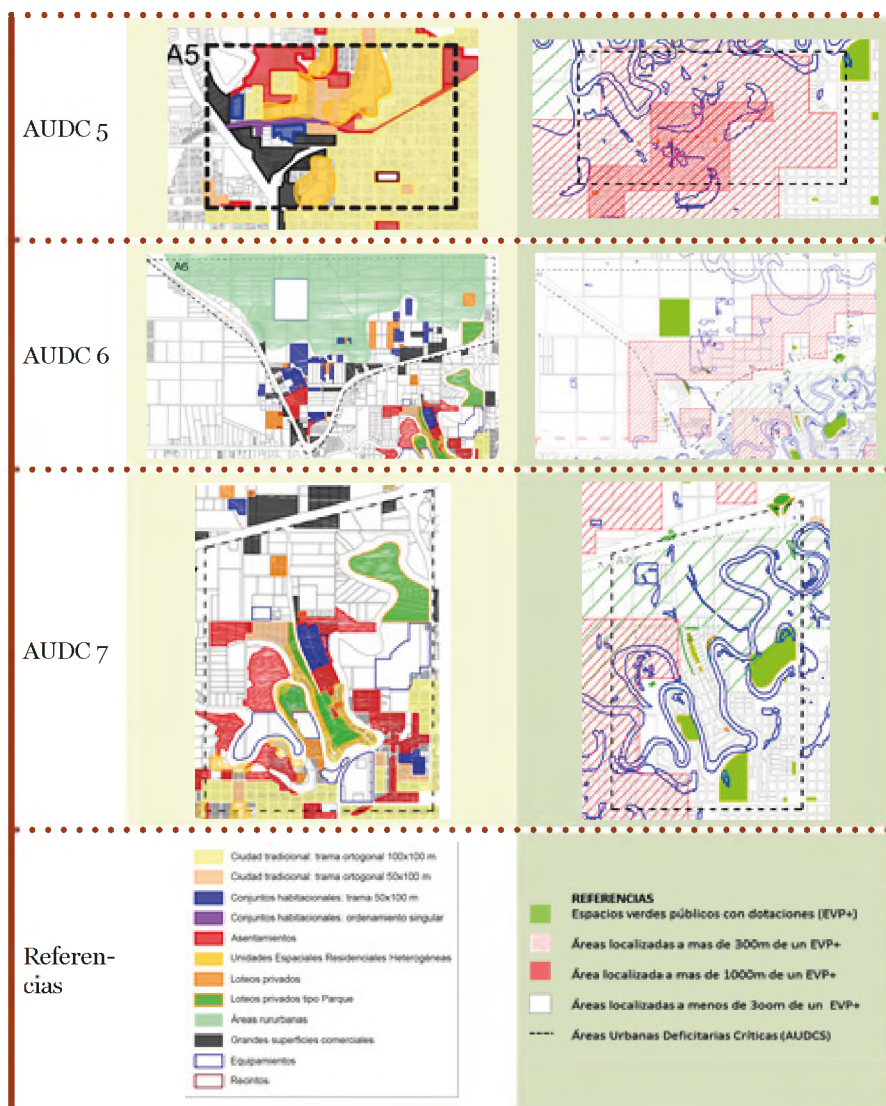 AUDC 5
A5
A5
AUDC 6
A6
AUDC 7
Referen-
cias
Ciudad tradicional: trama ortogonal 100x100 m
Ciudad tradicional: trama ortogonal 50x100 m
Conjuntos habitacionales: trama 50x100 m
Conjuntos habitacionales: ordenamiento singular
Asentamientos
Unidades Espaciales Residenciales Heterogéneas
Loteos privados
Loteos privados tipo Parque
Áreas rururbanas
Grandes superficies comerciales
Equipamientos
Recintos
REFERENCIAS
Espacios verdes públicos con dotaciones (EVP+)
Áreas localizadas a mas de 300m de un EVP+
Área localizada a mas de 1000m de un EVP+
Áreas localizadas a menos de 3oom de un EVP+
Áreas Urbanas Deficitarias Críticas (AUDCS)